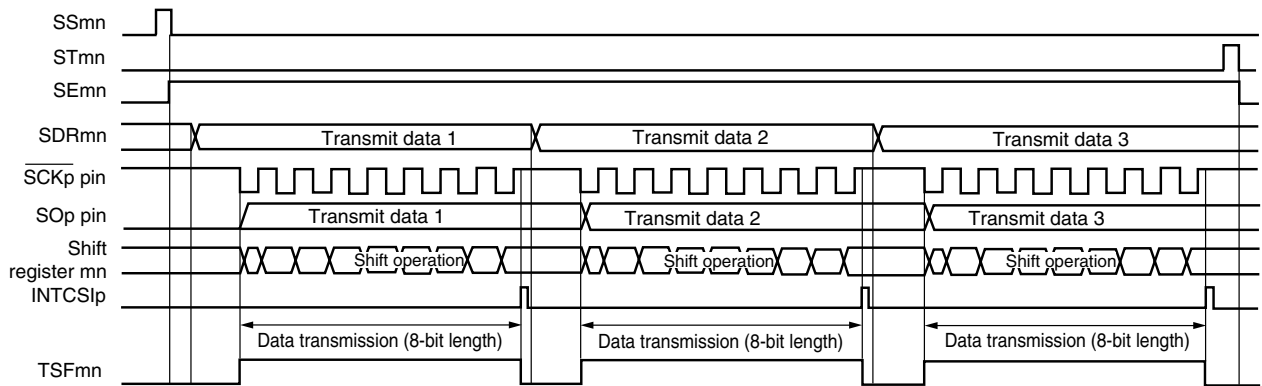 SSmn
STmn
SEmn
SDRmn Transmit data 1 Transmit data 2 Transmit data 3
SCKp pin
SOp pin Transmit data 1 Transmit data 2 Transmit data 3
Shift
register mn Shift operation Shift operation Shift operation
INTCSIp
Data transmission (8-bit length) Data transmission (8-bit length) Data transmission (8-bit length)
TSFmn